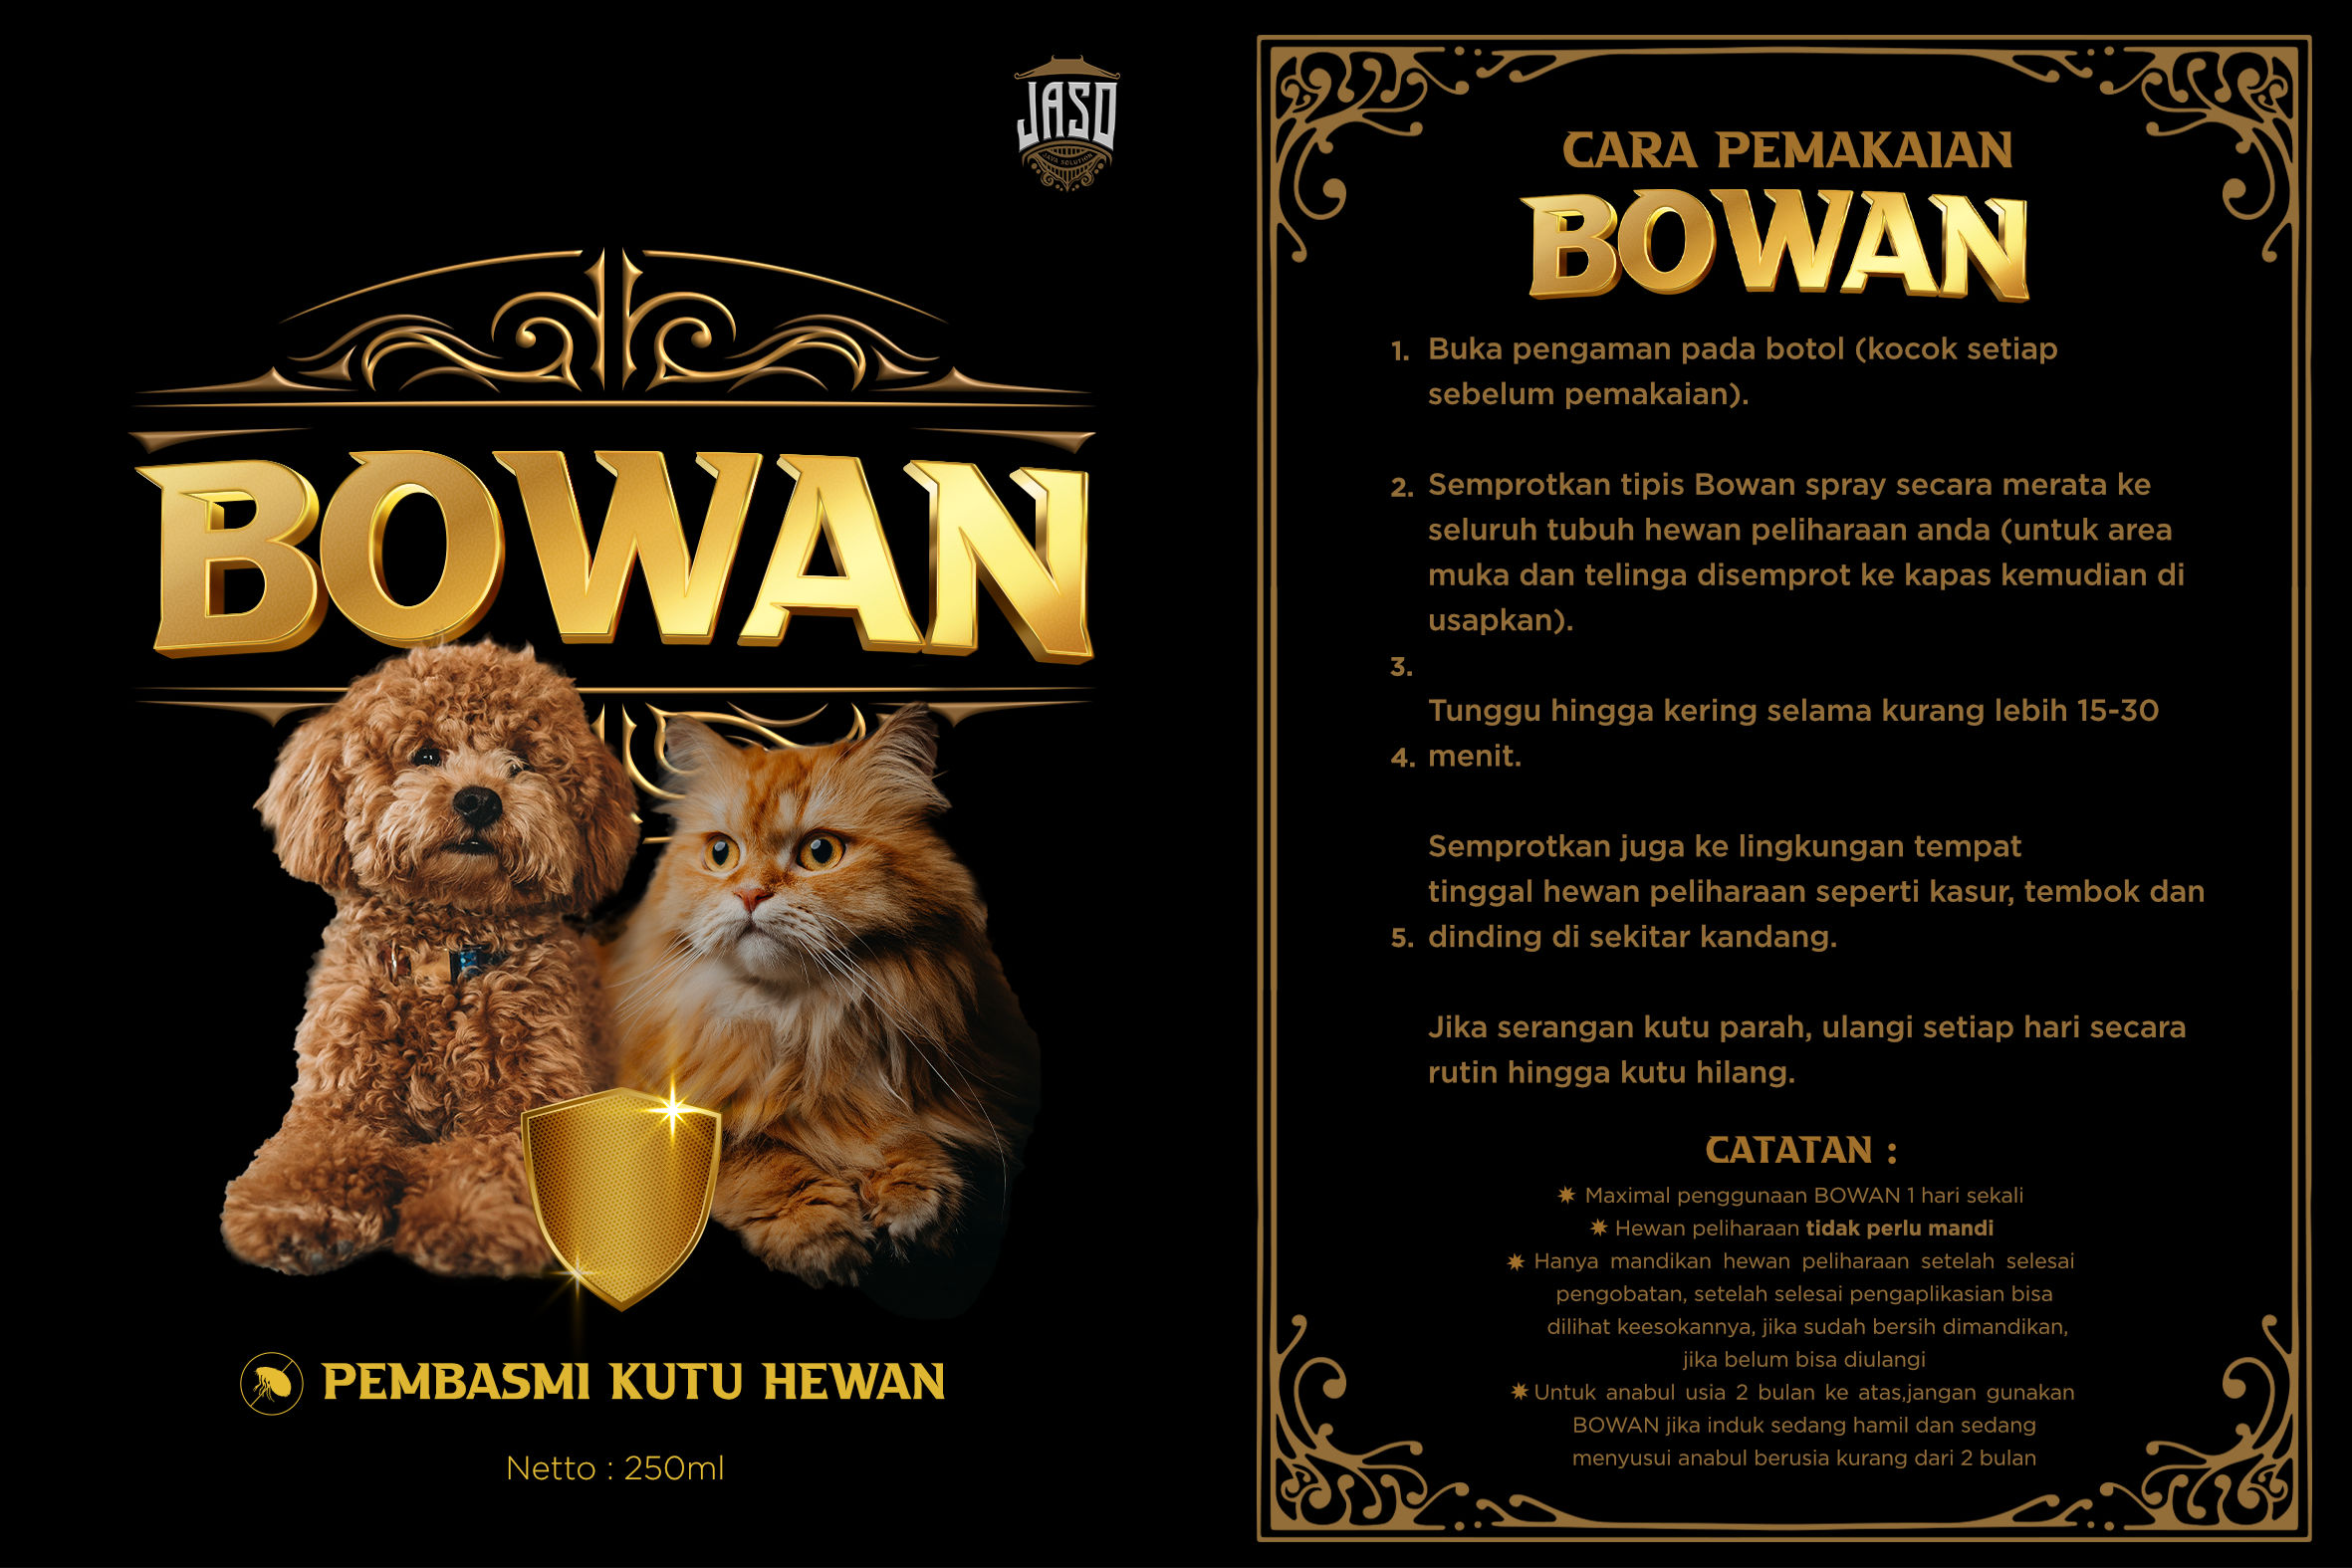 JASO
JAVA SOLUTION
BOWAN
PEMBASMI KUTU HEWAN
Netto : 250ml
CARA PEMAKAIAN
BOWAN
1. Buka pengaman pada botol (kocok setiap
sebelum pemakaian).
2. Semprotkan tipis Bowan spray secara merata ke
seluruh tubuh hewan peliharaan anda (untuk area
muka dan telinga disemprot ke kapas kemudian di
usapkan).
3.
Tunggu hingga kering selama kurang lebih 15-30
4. menit.
Semprotkan juga ke lingkungan tempat
tinggal hewan peliharaan seperti kasur, tembok dan
5. dinding di sekitar kandang.
Jika serangan kutu parah, ulangi setiap hari secara
rutin hingga kutu hilang.
CATATAN :
Maximal penggunaan BOWAN 1 hari sekali
Hewan peliharaan tidak perlu mandi
Hanya mandikan hewan peliharaan setelah selesai
pengobatan, setelah selesai pengaplikasian bisa
dilihat keesokannya, jika sudah bersih dimandikan,
jika belum bisa diulangi
Untuk anabul usia 2 bulan ke atas,jangan gunakan
BOWAN jika induk sedang hamil dan sedang
menyusui anabul berusia kurang dari 2 bulan